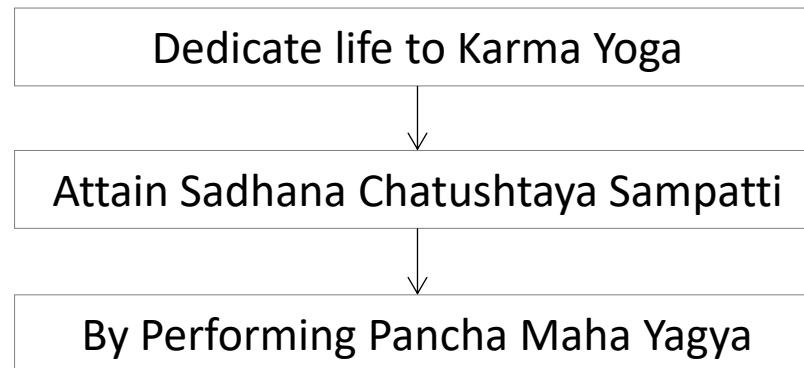 Dedicate life to Karma Yoga
Attain Sadhana Chatushtaya Sampatti
By Performing Pancha Maha Yagya